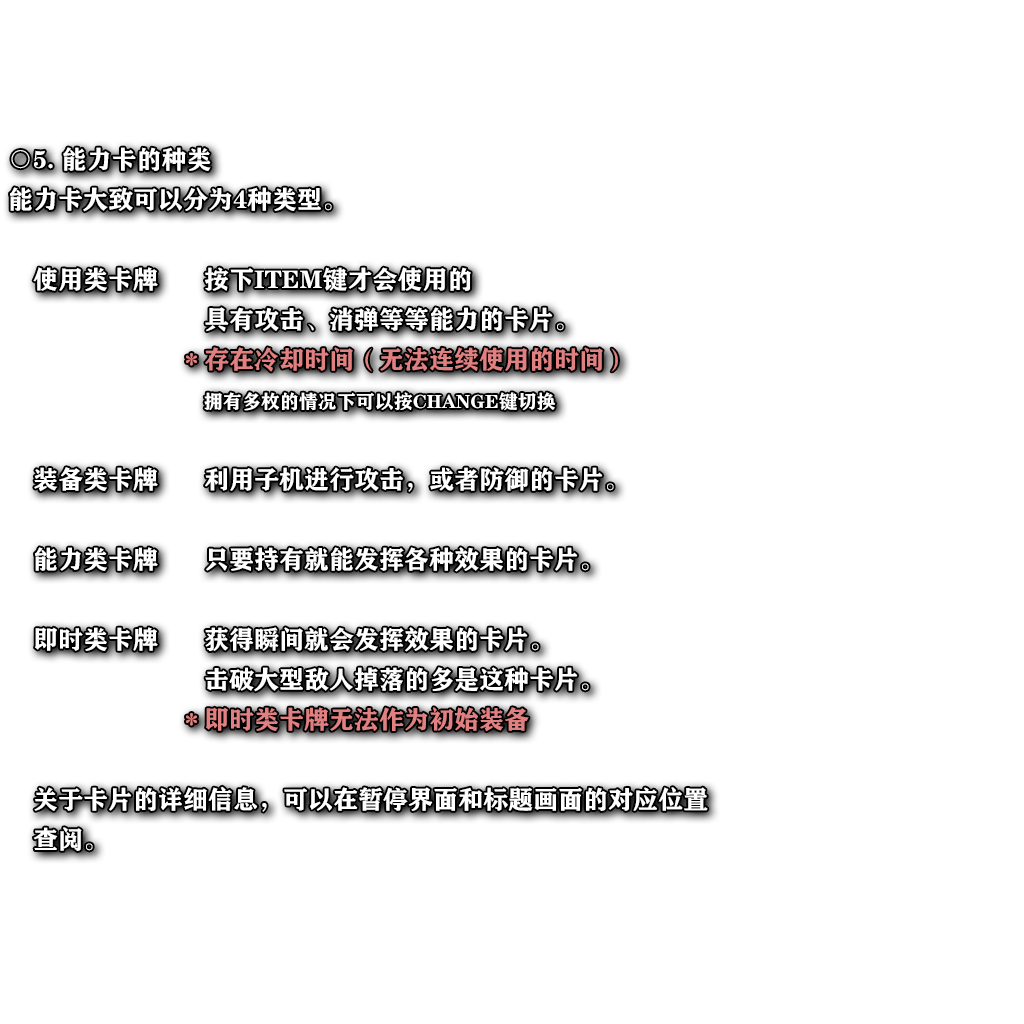 ◎5. 能力卡的种类
能力卡大致可以分为4种类型。
使用类卡牌 按下ITEM键才会使用的
具有攻击、消弹等等能力的卡片。
＊存在冷却时间（无法连续使用的时间）
拥有多枚的情况下可以按CHANGE键切换
装备类卡牌 利用子机进行攻击，或者防御的卡片。
能力类卡牌 只要持有就能发挥各种效果的卡片。
即时类卡牌 获得瞬间就会发挥效果的卡片。
击破大型敌人掉落的多是这种卡片。
＊即时类卡牌无法作为初始装备
关于卡片的详细信息，可以在暂停界面和标题画面的对应位置
查阅。